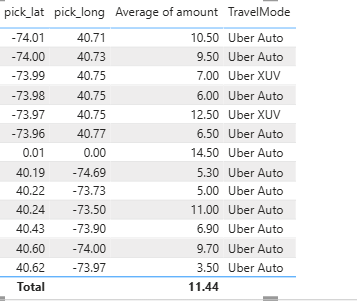 pick_lat pick_long Average of amount TravelMode
-74.01 40.71 10.50 Uber Auto
-74.00 40.73 9.50 Uber Auto
-73.99 40.75 7.00 Uber XUV
-73.98 40.75 6.00 Uber Auto
-73.97 40.75 12.50 Uber XUV
-73.96 40.77 6.50 Uber Auto
0.01 0.00 14.50 Uber Auto
40.19 -74.69 5.30 Uber Auto
40.22 -73.73 5.00 Uber Auto
40.24 -73.50 11.00 Uber Auto
40.43 -73.90 6.90 Uber Auto
40.60 -74.00 9.70 Uber Auto
40.62 -73.97 3.50 Uber Auto
Total 11.44